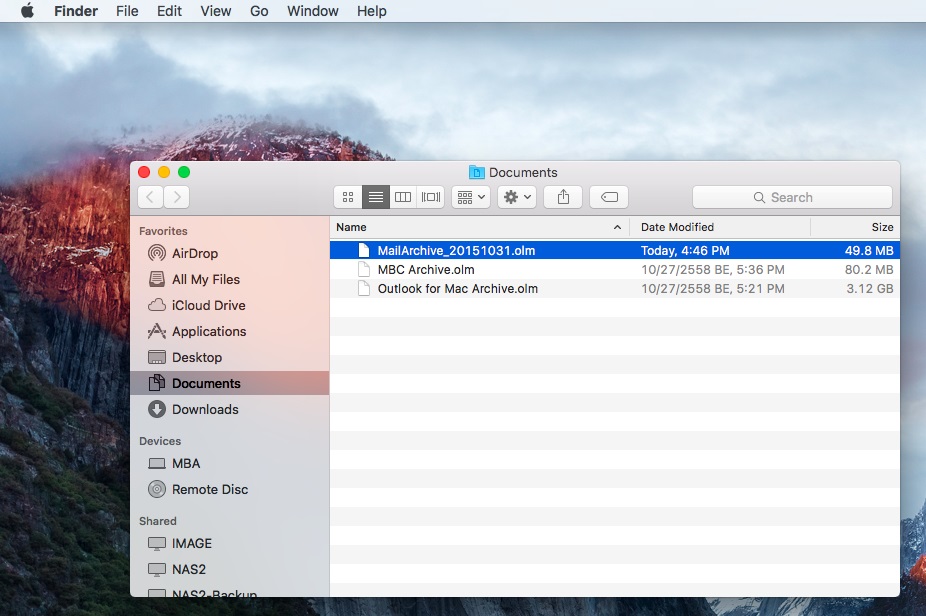 Finder File Edit View Go Window Help
Documents
Search
Favorites
AirDrop
All My Files
iCloud Drive
Applications
Desktop
Documents
Downloads
Devices
MBA
Remote Disc
Shared
IMAGE
NAS2
NAS2-Backup
Name Date Modified Size
MailArchive_20151031.olm Today, 4:46 PM 49.8 MB
MBC Archive.olm 10/27/2558 BE, 5:36 PM 80.2 MB
Outlook for Mac Archive.olm 10/27/2558 BE, 5:21 PM 3.12 GB